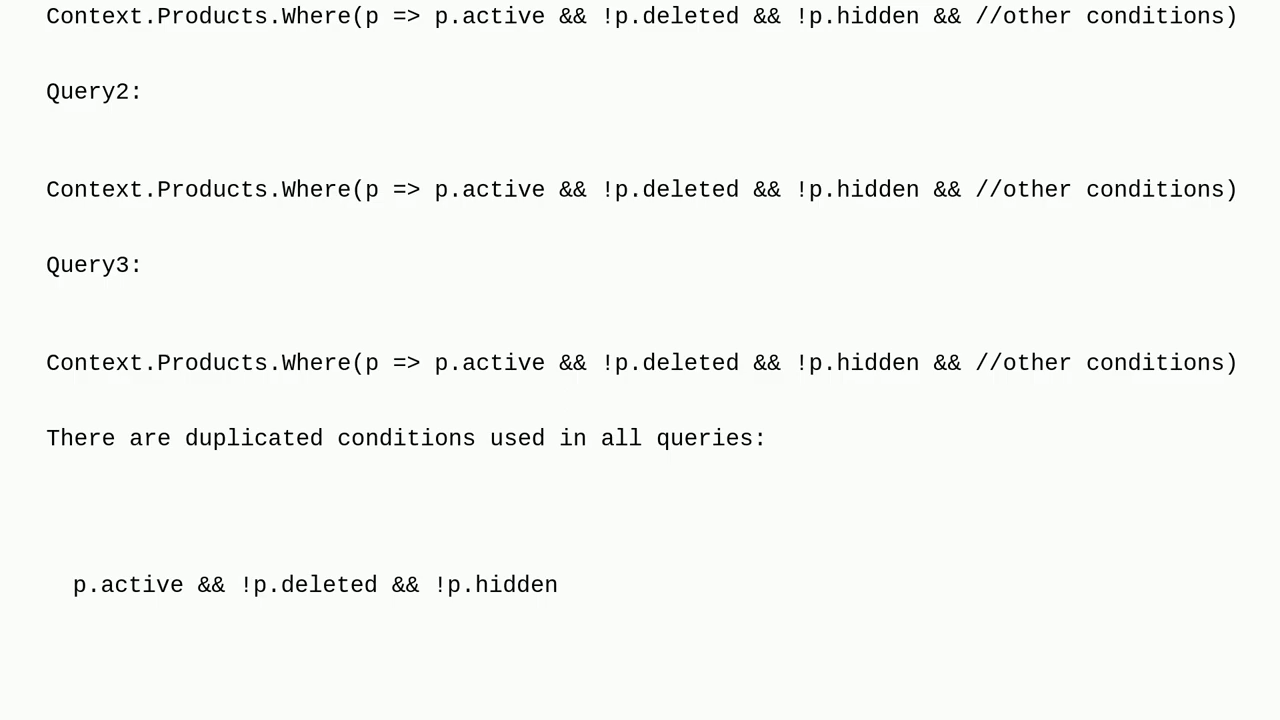 Context.Products.Where(p => p.active && !p.deleted && !p.hidden && //other conditions)
Query2:
Context.Products.Where(p => p.active && !p.deleted && !p.hidden && //other conditions)
Query3:
Context.Products.Where(p => p.active && !p.deleted && !p.hidden && //other conditions)
There are duplicated conditions used in all queries:
p.active && !p.deleted && !p.hidden